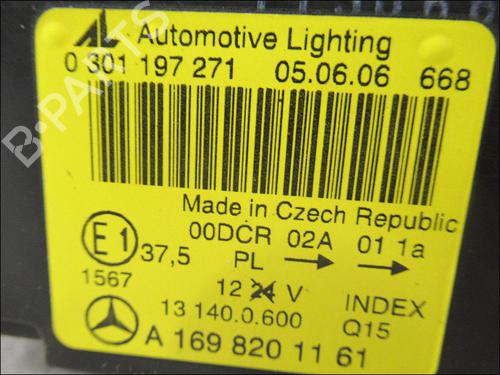 AL Automotive Lighting
0 301 197 271 05.06.06 668
Made in Czech Republic
00DCR 02A 01 1a
E1 37,5 PL → →
1567
12 24 V
13 140.0.600
INDEX
Q15
A 169 820 11 61
B-PARTS